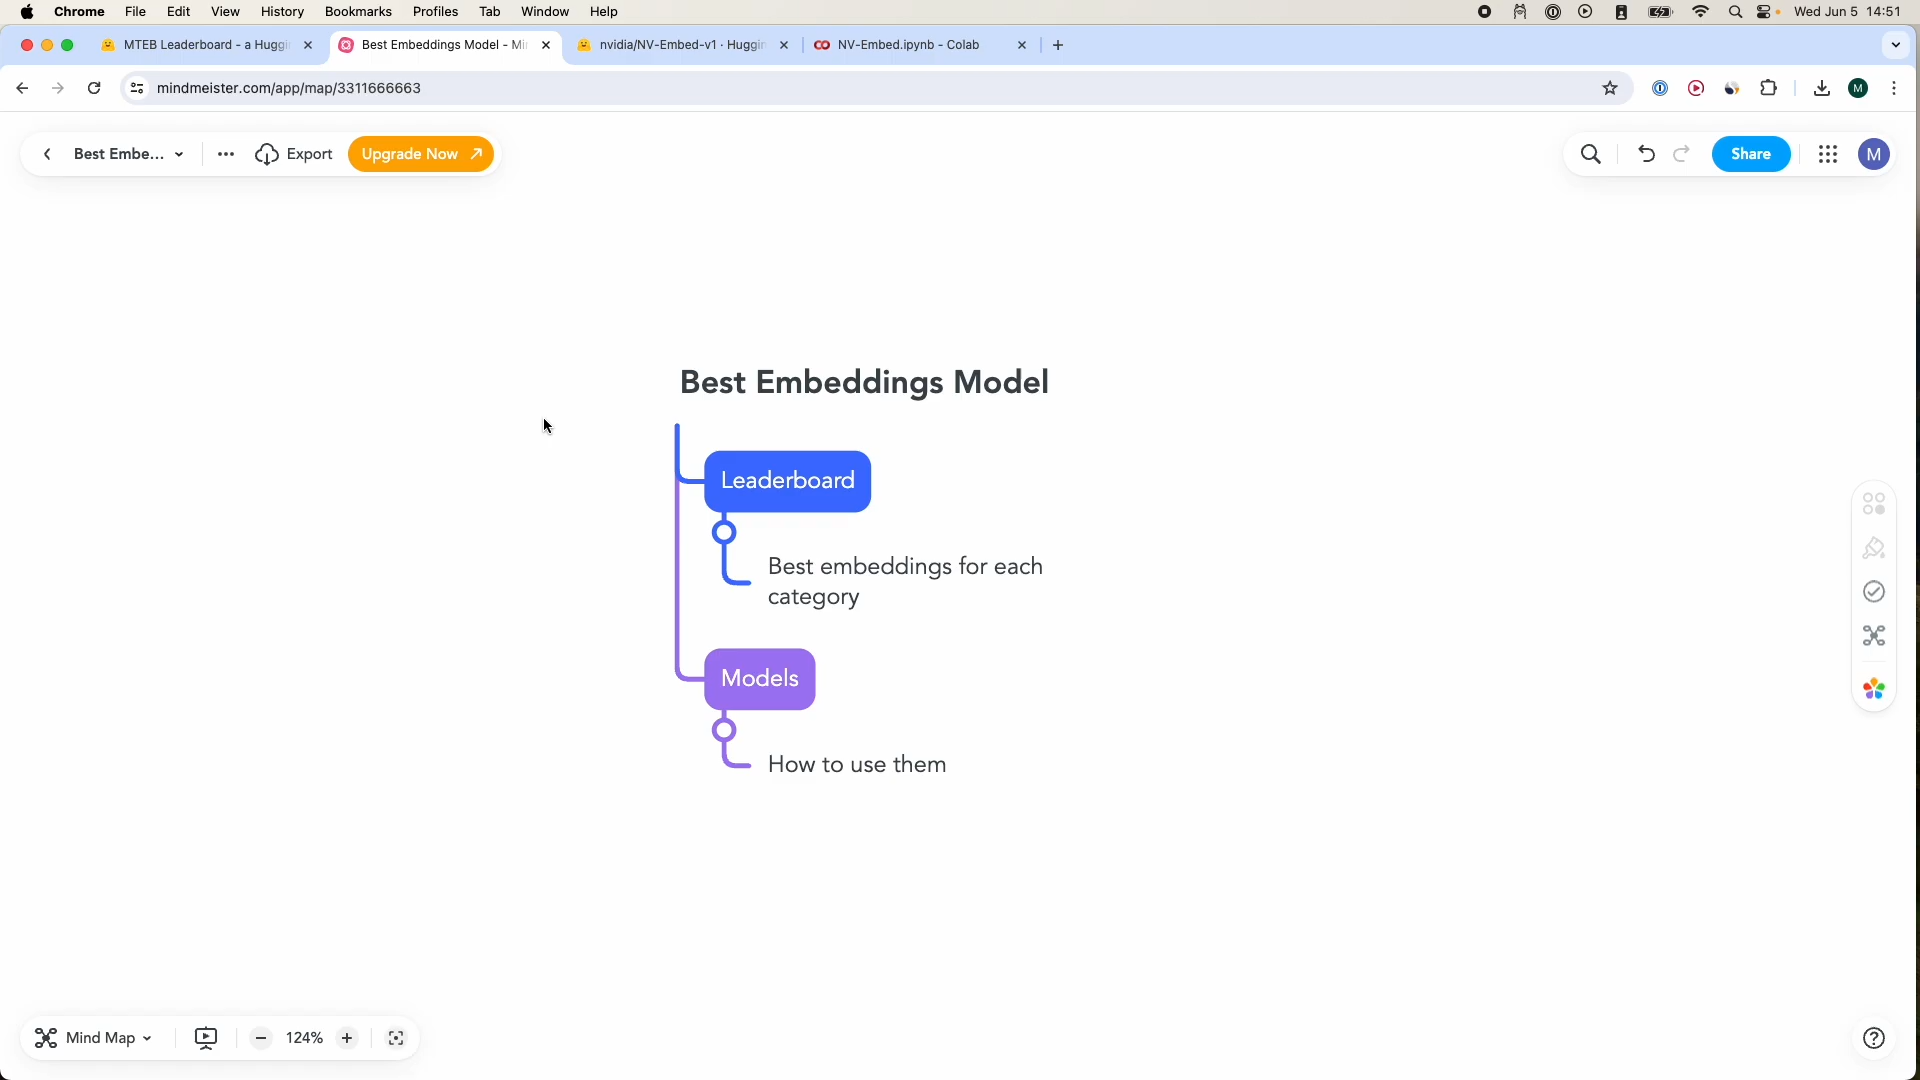 Chrome File Edit View History Bookmarks Profiles Tab Window Help Wed Jun 5 14:51
MTEB Leaderboard - a Huggi Best Embeddings Model - Mi nvidia/NV-Embed-v1 · Huggin NV-Embed.ipynb - Colab
mindmeister.com/app/map/3311666663 M
Best Embe... Export Upgrade Now Share M
Best Embeddings Model
Leaderboard
Best embeddings for each
category
Models
How to use them
Mind Map 124%